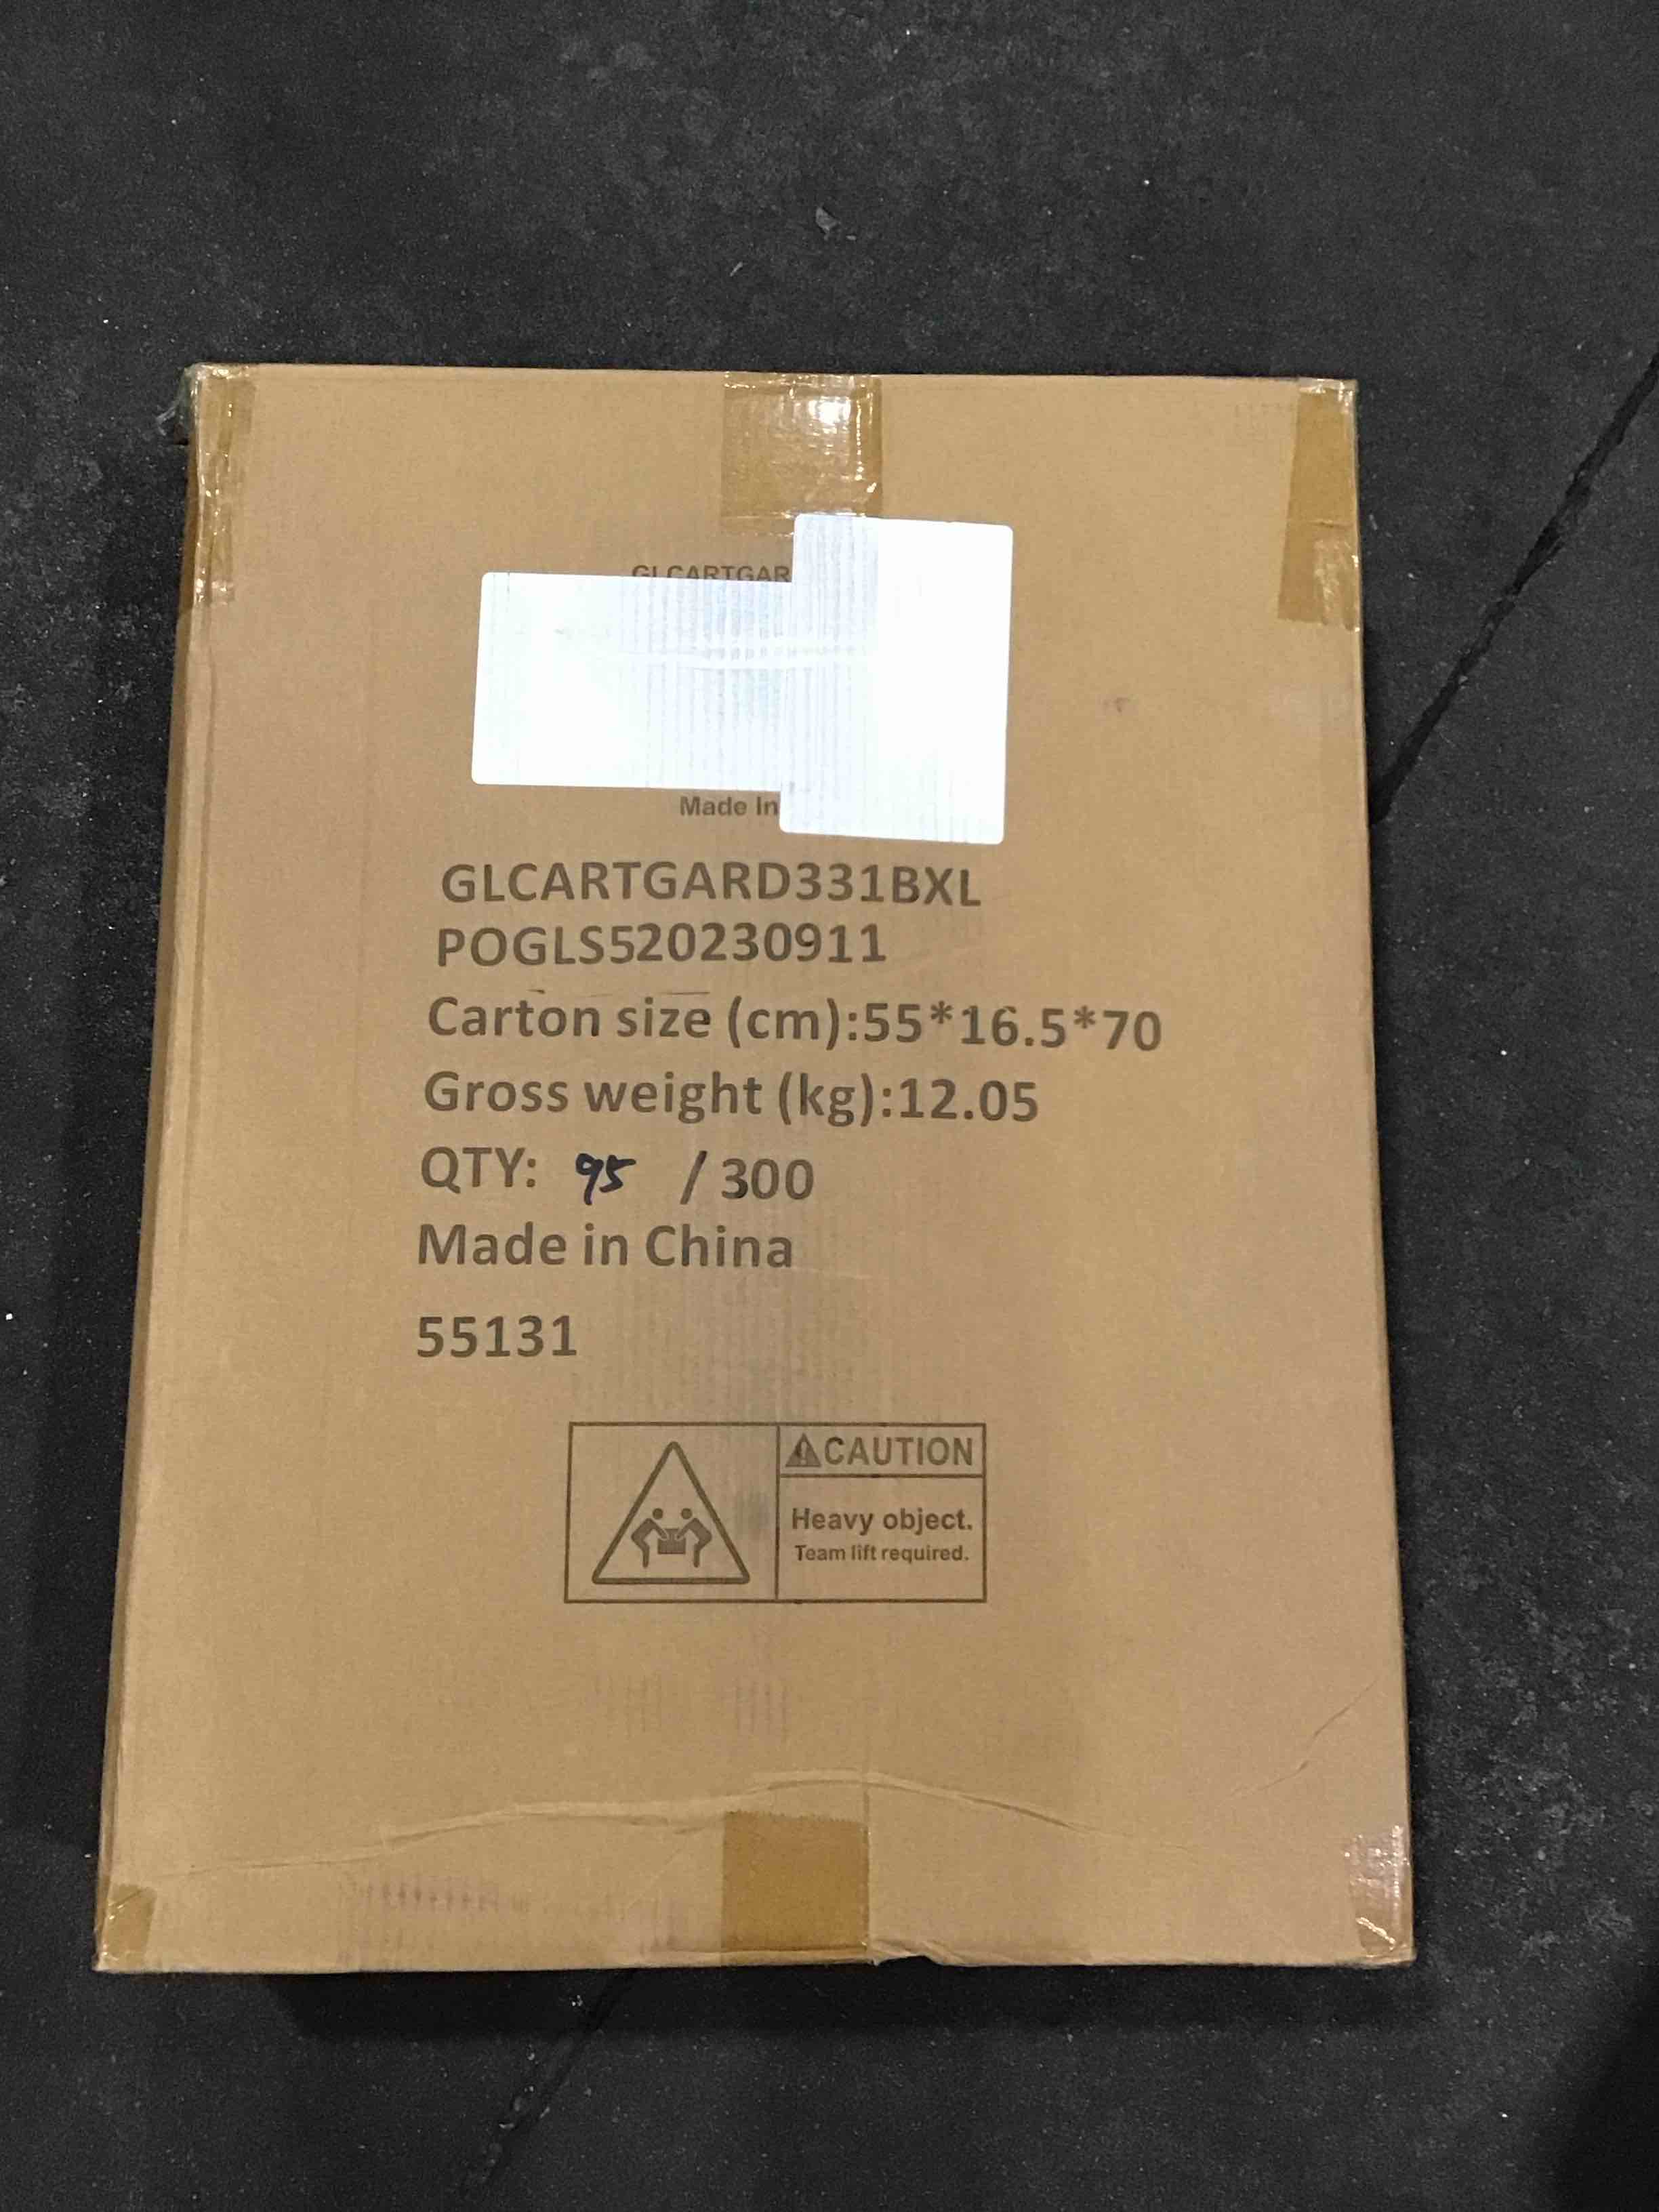 GLCARTGAR
Made In
GLCARTGARD331BXL
POGLS520230911
Carton size (cm):55*16.5*70
Gross weight (kg):12.05
QTY: 95 / 300
Made in China
55131
CAUTION
Heavy object.
Team lift required.